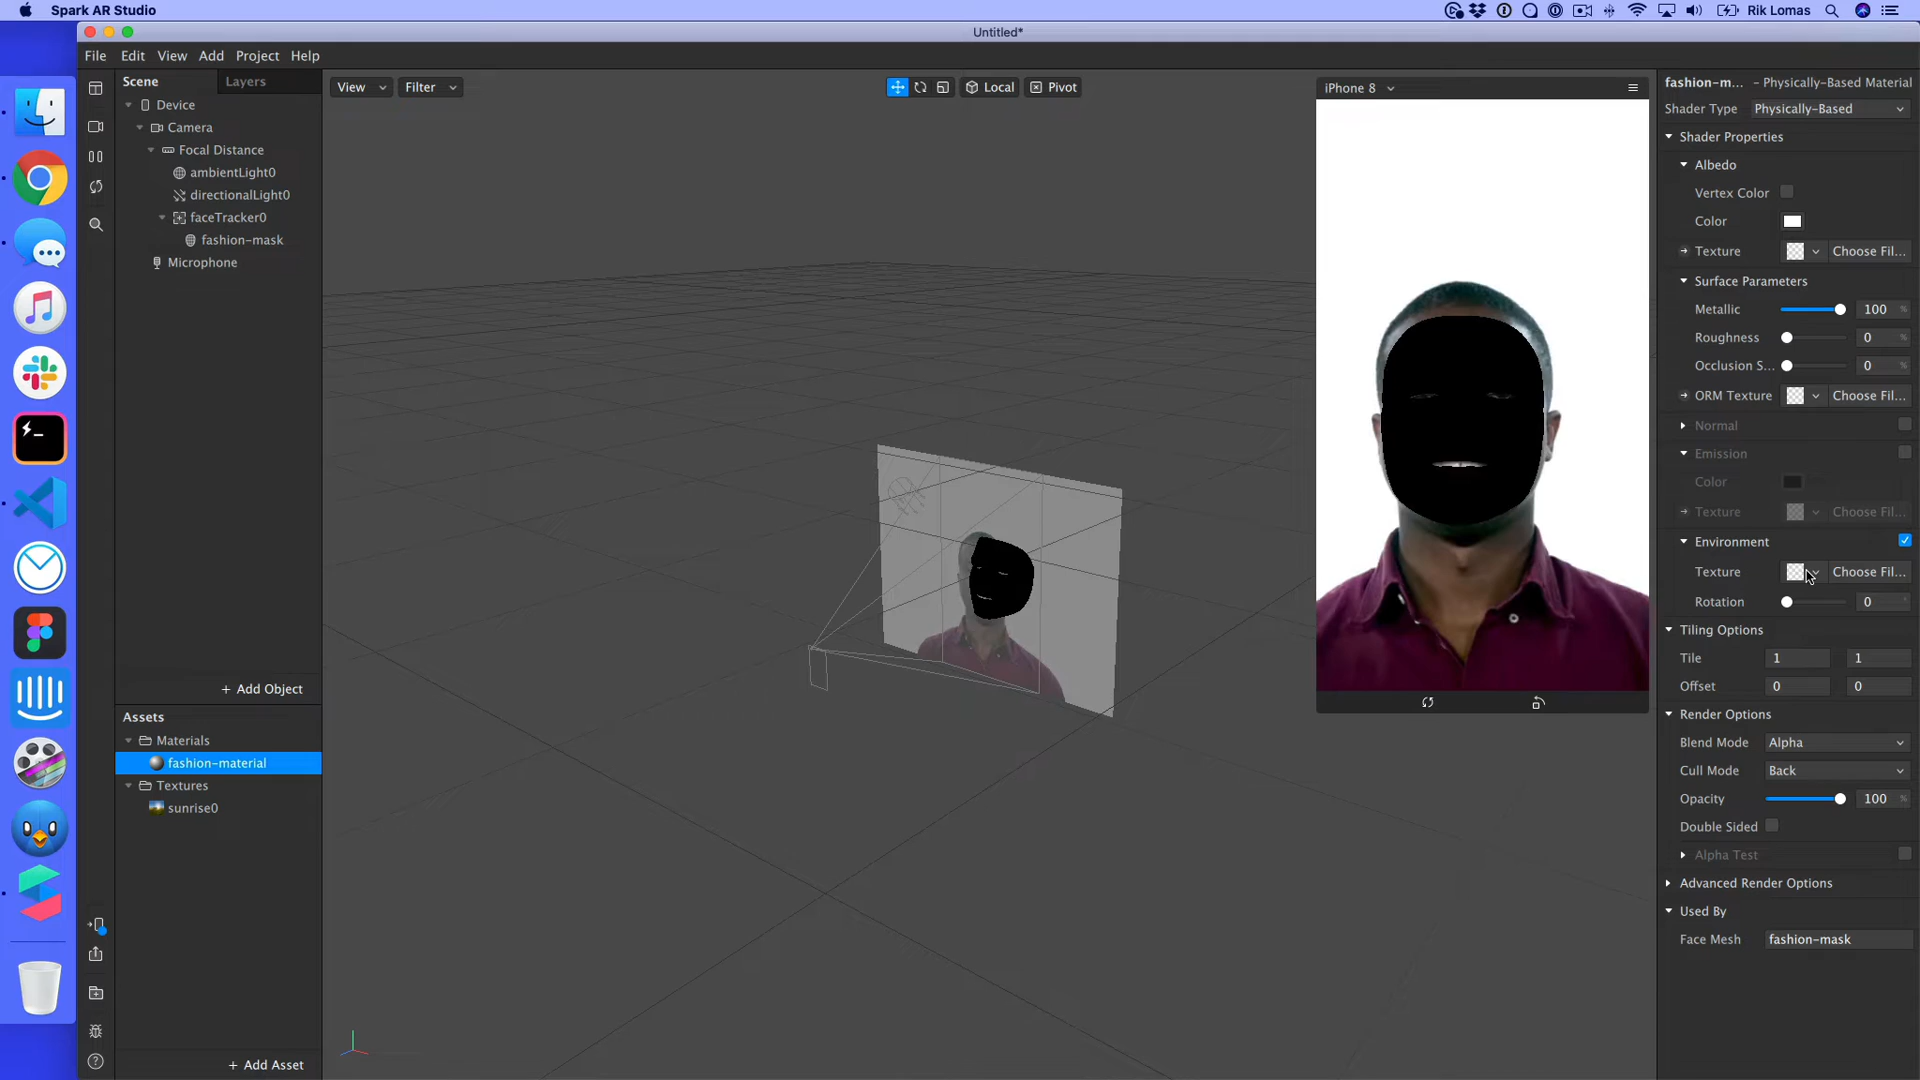 Spark AR Studio
Rik Lomas
Untitled*
File Edit View Add Project Help
Scene Layers
Device
Camera
Focal Distance
ambientLight0
directionalLight0
faceTracker0
fashion-mask
Microphone
+ Add Object
Assets
Materials
fashion-material
Textures
sunrise0
+ Add Asset
View Filter
Local Pivot
iPhone 8
fashion-m... - Physically-Based Material
Shader Type Physically-Based
Shader Properties
Albedo
Vertex Color
Color
Texture Choose Fil...
Surface Parameters
Metallic 100 %
Roughness 0 %
Occlusion S... 0 %
ORM Texture Choose Fil...
Normal
Emission
Color
Texture Choose Fil...
Environment
Texture Choose Fil...
Rotation 0 °
Tiling Options
Tile 1 1
Offset 0 0
Render Options
Blend Mode Alpha
Cull Mode Back
Opacity 100 %
Double Sided
Alpha Test
Advanced Render Options
Used By
Face Mesh fashion-mask